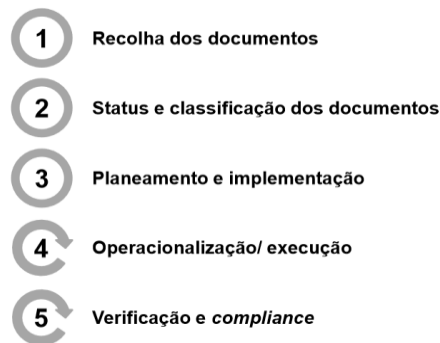 1 Recolha dos documentos
2 Status e classificação dos documentos
3 Planeamento e implementação
4 Operacionalização/ execução
5 Verificação e compliance